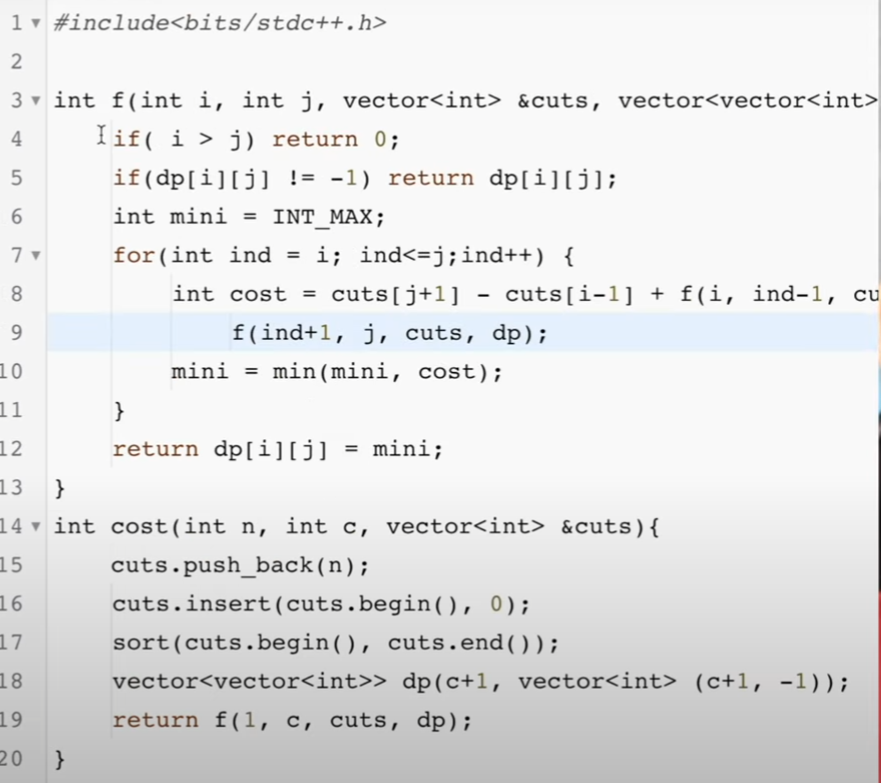 1 #include<bits/stdc++.h>
2
3 int f(int i, int j, vector<int> &cuts, vector<vector<int>
4     if( i > j) return 0;
5     if(dp[i][j] != -1) return dp[i][j];
6     int mini = INT_MAX;
7     for(int ind = i; ind<=j;ind++) {
8         int cost = cuts[j+1] - cuts[i-1] + f(i, ind-1, cu
9             f(ind+1, j, cuts, dp);
10         mini = min(mini, cost);
11     }
12     return dp[i][j] = mini;
13 }
14 int cost(int n, int c, vector<int> &cuts){
15     cuts.push_back(n);
16     cuts.insert(cuts.begin(), 0);
17     sort(cuts.begin(), cuts.end());
18     vector<vector<int>> dp(c+1, vector<int> (c+1, -1));
19     return f(1, c, cuts, dp);
20 }